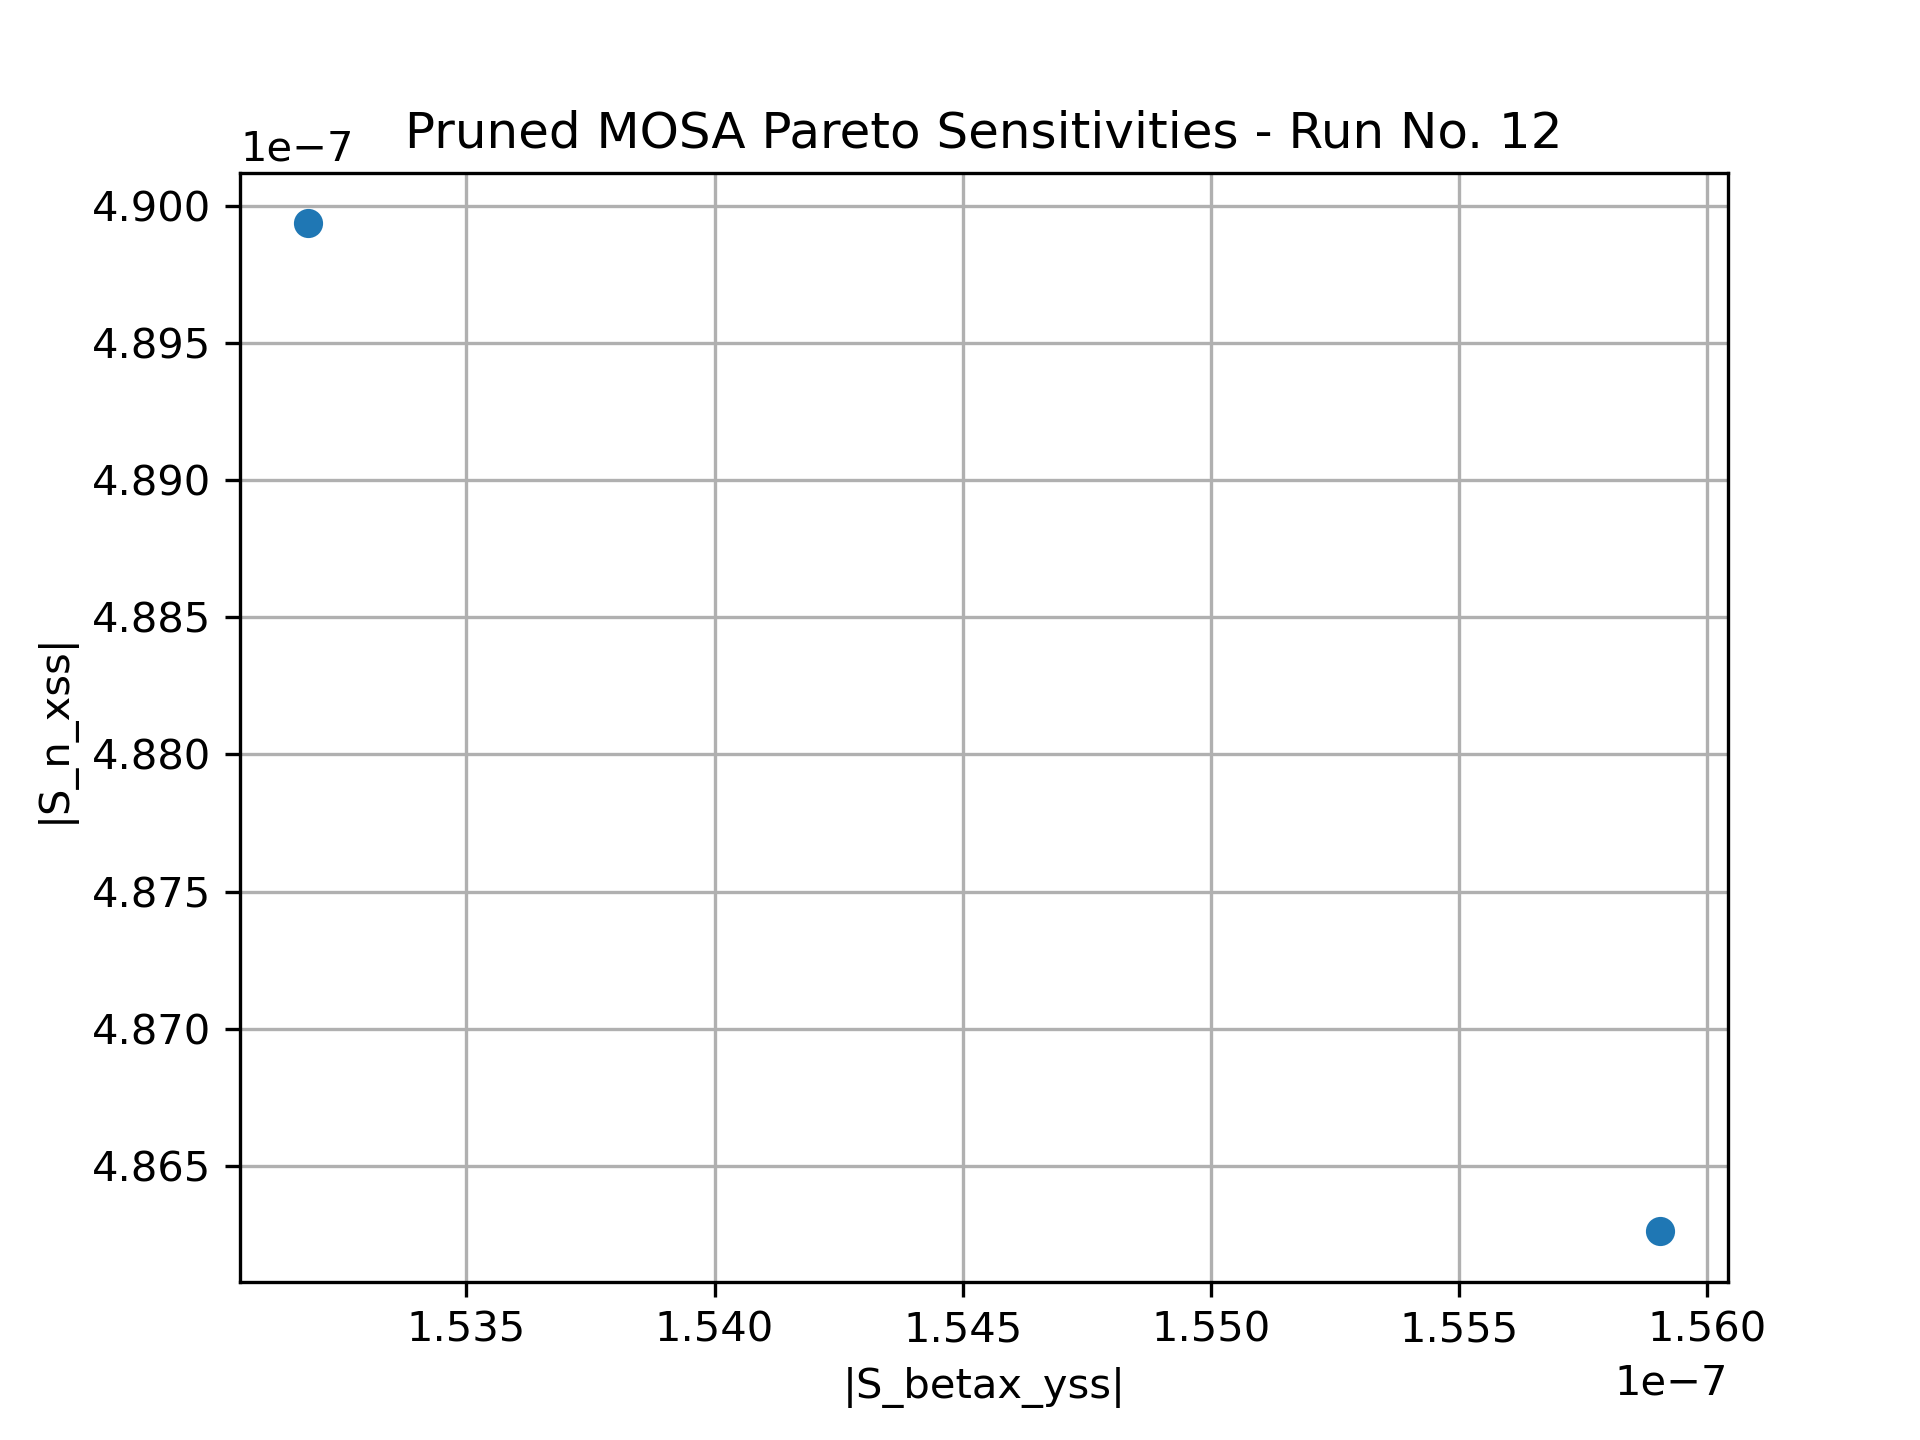 Pruned MOSA Pareto Sensitivities - Run No. 12
1e−7
4.900
4.895
4.890
4.885
4.880
4.875
4.870
4.865
|S_n_xss|
1.535 1.540 1.545 1.550 1.555 1.560
1e−7
|S_betax_yss|